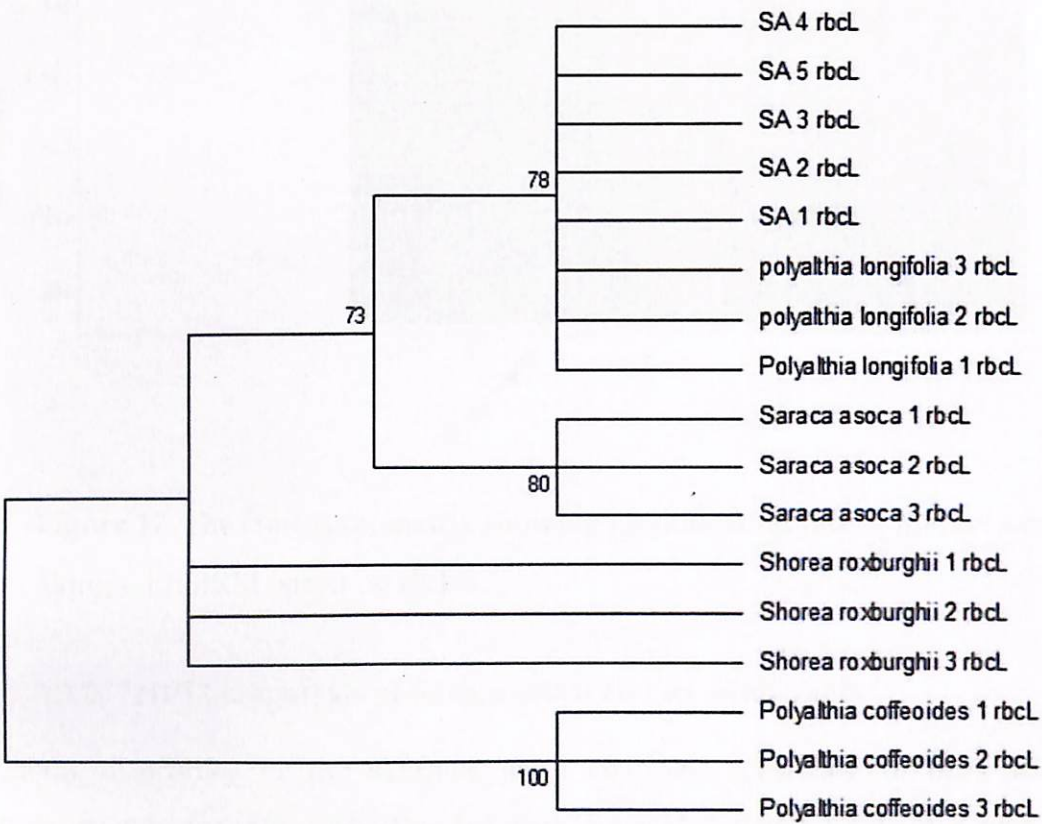 SA 4 rbcL
SA 5 rbcL
SA 3 rbcL
SA 2 rbcL
78
SA 1 rbcL
polyalthia longifolia 3 rbcL
polyalthia longifolia 2 rbcL
73
Polyalthia longifolia 1 rbcL
Saraca asoca 1 rbcL
Saraca asoca 2 rbcL
80
Saraca asoca 3 rbcL
Shorea roxburghii 1 rbcL
Shorea roxburghii 2 rbcL
Shorea roxburghii 3 rbcL
Polyalthia coffeoides 1 rbcL
Polyalthia coffeoides 2 rbcL
100
Polyalthia coffeoides 3 rbcL